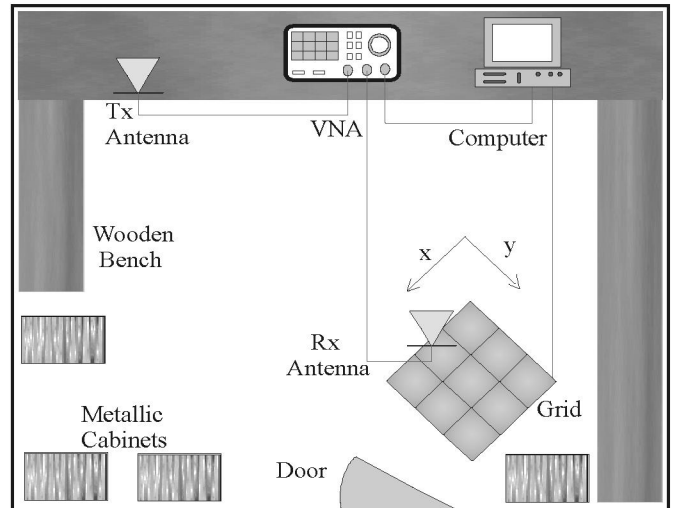 Tx
Antenna
VNA
Computer
Wooden
Bench
x
y
Rx
Antenna
Grid
Metallic
Cabinets
Door